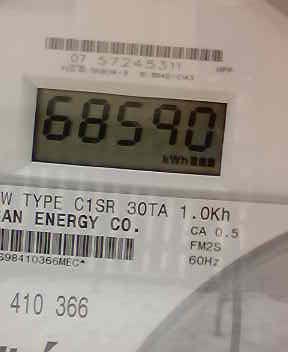 07 57245311
68590
kWh
W TYPE C1SR 30TA 1.0Kh
AN ENERGY CO.
CA 0.5
FM2S
98410366MEC*
60Hz
410 366